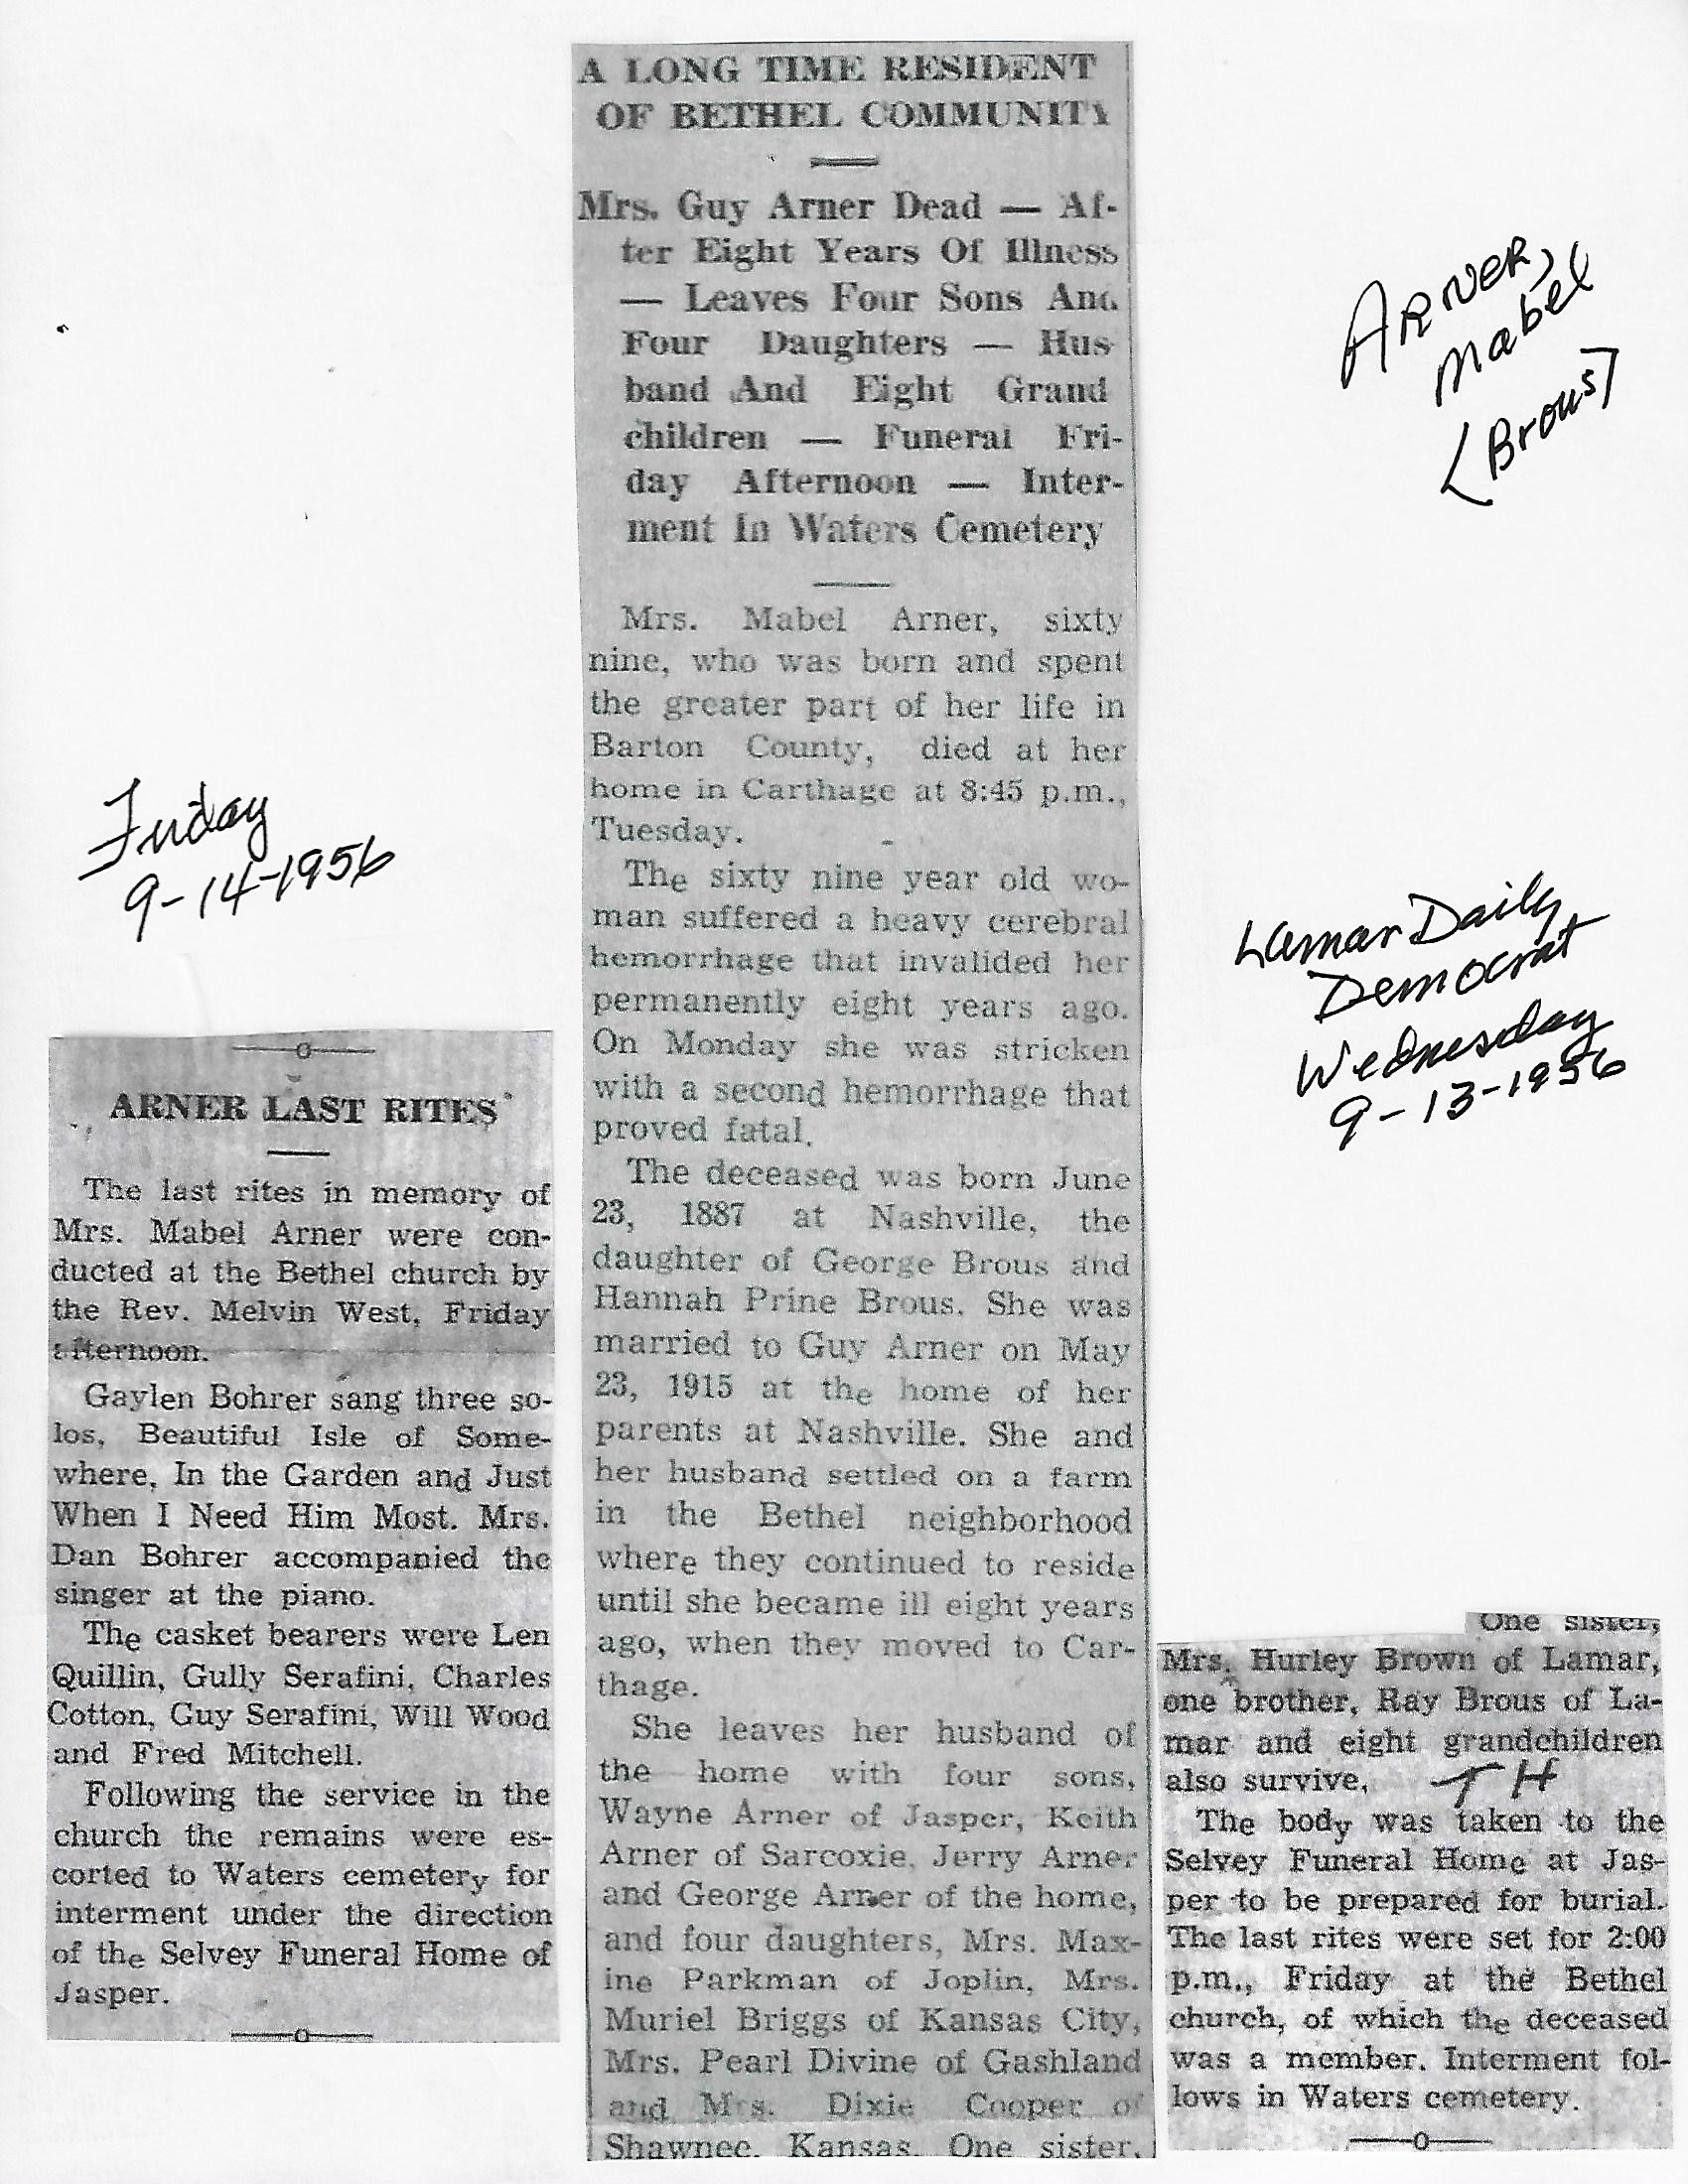 A LONG TIME RESIDENT
OF BETHEL COMMUNITY
Mrs. Guy Arner Dead — Af-
ter Eight Years Of Illness
— Leaves Four Sons And
Four Daughters — Hus-
band And Eight Grand
children — Funeral Fri-
day Afternoon — Inter-
ment In Waters Cemetery
Mrs. Mabel Arner, sixty
nine, who was born and spent
the greater part of her life in
Barton County, died at her
home in Carthage at 8:45 p.m.,
Tuesday.
The sixty nine year old wo-
man suffered a heavy cerebral
hemorrhage that invalided her
permanently eight years ago.
On Monday she was stricken
with a second hemorrhage that
proved fatal.
The deceased was born June
23, 1887 at Nashville, the
daughter of George Brous and
Hannah Prine Brous. She was
married to Guy Arner on May
23, 1915 at the home of her
parents at Nashville. She and
her husband settled on a farm
in the Bethel neighborhood
where they continued to reside
until she became ill eight years
ago, when they moved to Car-
thage.
She leaves her husband of
the home with four sons,
Wayne Arner of Jasper, Keith
Arner of Sarcoxie, Jerry Arner
and George Arner of the home,
and four daughters, Mrs. Max-
ine Parkman of Joplin, Mrs.
Muriel Briggs of Kansas City,
Mrs. Pearl Divine of Gashland
and Mrs. Dixie Cooper of
Shawnee, Kansas. One sister,
One sister,
Mrs. Hurley Brown of Lamar,
one brother, Ray Brous of La-
mar and eight grandchildren
also survive. TH
The body was taken to the
Selvey Funeral Home at Jas-
per to be prepared for burial.
The last rites were set for 2:00
p.m., Friday at the Bethel
church, of which the deceased
was a member. Interment fol-
lows in Waters cemetery.
Arner,
Mabel
(Brous)
Lamar Daily
Democrat
Wednesday
9-13-1956
Friday
9-14-1956
ARNER LAST RITES
The last rites in memory of
Mrs. Mabel Arner were con-
ducted at the Bethel church by
the Rev. Melvin West, Friday
afternoon.
Gaylen Bohrer sang three so-
los, Beautiful Isle of Some-
where, In the Garden and Just
When I Need Him Most. Mrs.
Dan Bohrer accompanied the
singer at the piano.
The casket bearers were Len
Quillin, Gully Serafini, Charles
Cotton, Guy Serafini, Will Wood
and Fred Mitchell.
Following the service in the
church the remains were es-
corted to Waters cemetery for
interment under the direction
of the Selvey Funeral Home of
Jasper.